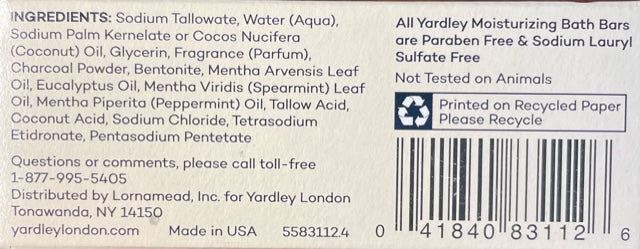 INGREDIENTS: Sodium Tallowate, Water (Aqua),
Sodium Palm Kernelate or Cocos Nucifera
(Coconut) Oil, Glycerin, Fragrance (Parfum),
Charcoal Powder, Bentonite, Mentha Arvensis Leaf
Oil, Eucalyptus Oil, Mentha Viridis (Spearmint) Leaf
Oil, Mentha Piperita (Peppermint) Oil, Tallow Acid,
Coconut Acid, Sodium Chloride, Tetrasodium
Etidronate, Pentasodium Pentetate
Questions or comments, please call toll-free
1-877-995-5405
Distributed by Lornamead, Inc. for Yardley London
Tonawanda, NY 14150
yardleylondon.com Made in USA 5583112.4
All Yardley Moisturizing Bath Bars
are Paraben Free & Sodium Lauryl
Sulfate Free
Not Tested on Animals
Printed on Recycled Paper
Please Recycle
0 41840 83112 6